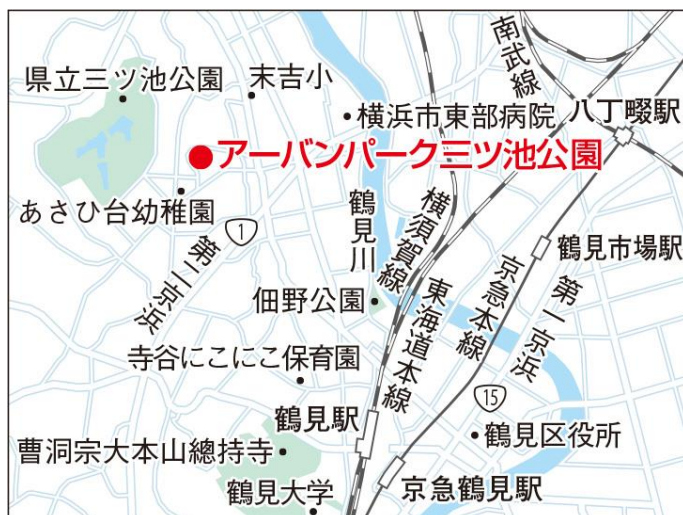 南武線
県立三ツ池公園
末吉小
横浜市東部病院
八丁畷駅
アーバンパーク三ツ池公園
あさひ台幼稚園
1
第二京浜
鶴見川
横須賀線
鶴見市場駅
佃野公園
東海道本線
京急本線
第一京浜
寺谷にこにこ保育園
15
鶴見駅
鶴見区役所
曹洞宗大本山總持寺
京急鶴見駅
鶴見大学